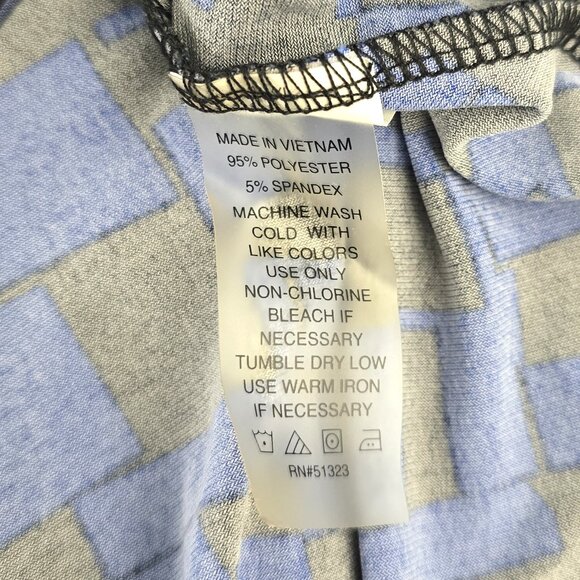 MADE IN VIETNAM
95% POLYESTER
5% SPANDEX
MACHINE WASH
COLD WITH
LIKE COLORS
USE ONLY
NON-CHLORINE
BLEACH IF
NECESSARY
TUMBLE DRY LOW
USE WARM IRON
IF NECESSARY
RN#51323